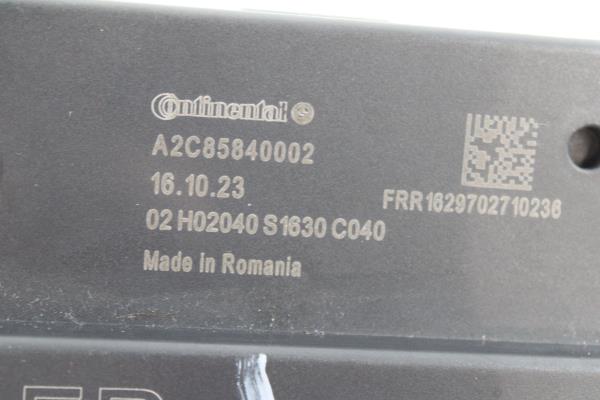 Continental
A2C85840002
16.10.23
02 H02040 S1630 C040
Made in Romania
FRR1629702710236